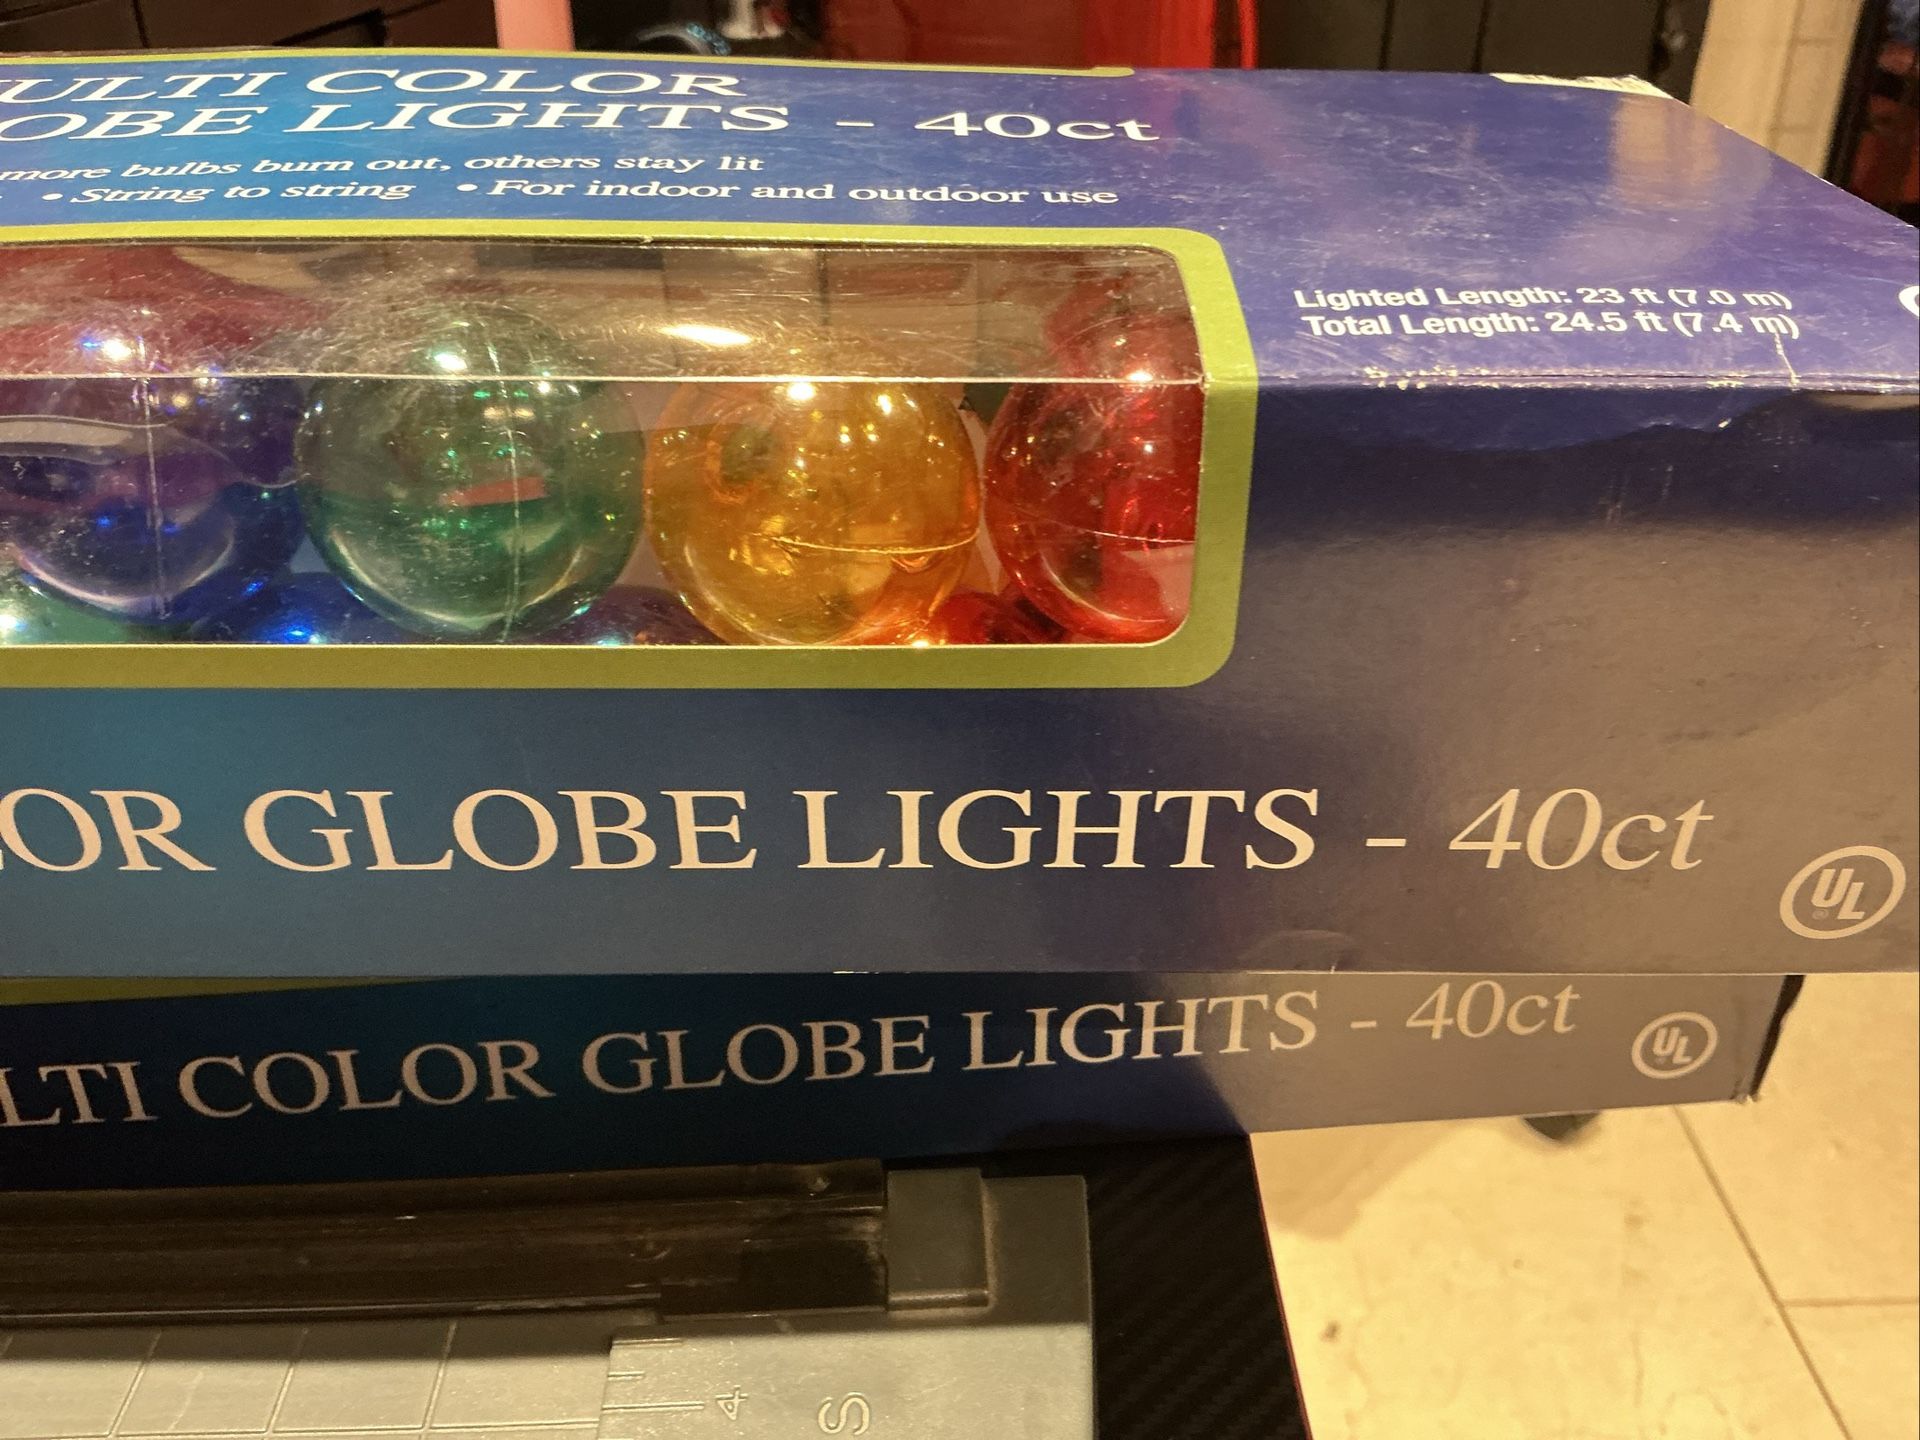 ULTI COLOR
OBE LIGHTS - 40ct
more bulbs burn out, others stay lit
• String to string • For indoor and outdoor use
Lighted Length: 23 ft (7.0 m)
Total Length: 24.5 ft (7.4 m)
OR GLOBE LIGHTS - 40ct
UL
®
LTI COLOR GLOBE LIGHTS - 40ct
UL
4
S